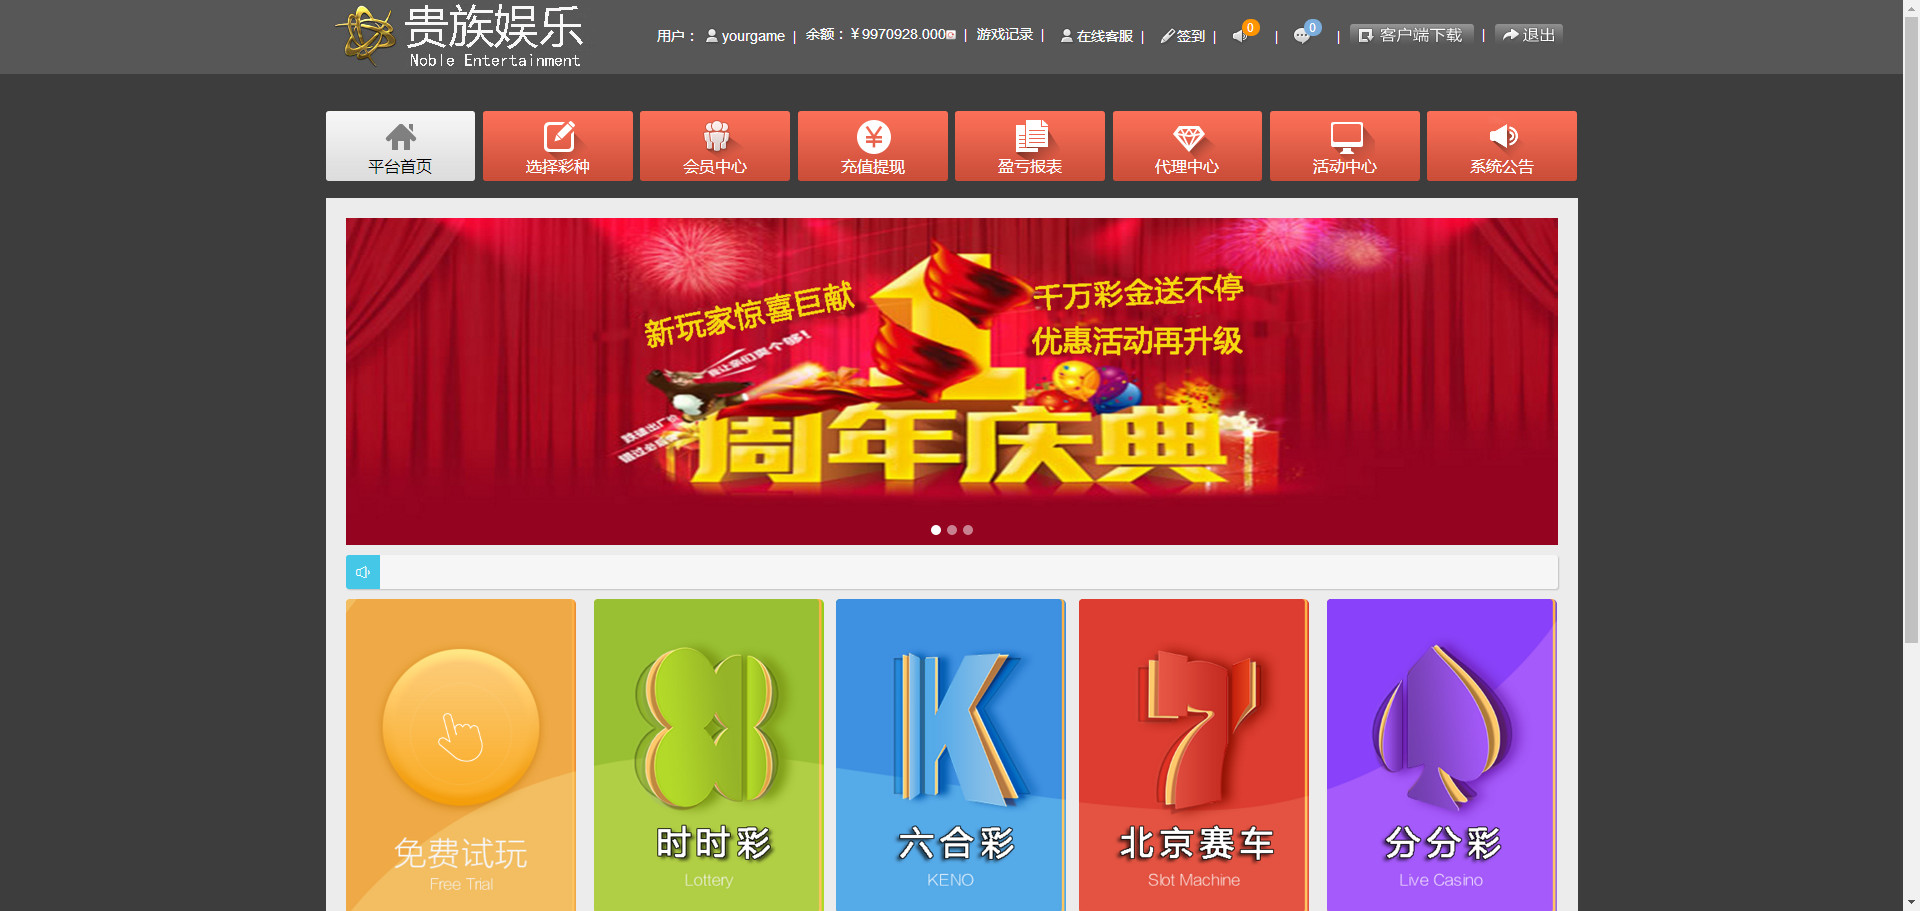 贵族娱乐
Noble Entertainment
用户： yourgame | 余额：¥9970928.000 | 游戏记录 | 在线客服 | 签到 | 0 | 0 | 客户端下载 | 退出
平台首页 选择彩种 会员中心 充值提现 盈亏报表 代理中心 活动中心 系统公告
新玩家惊喜巨献
千万彩金送不停
优惠活动再升级
1
周年庆典
免费试玩
Free Trial
时时彩
Lottery
六合彩
KENO
北京赛车
Slot Machine
分分彩
Live Casino